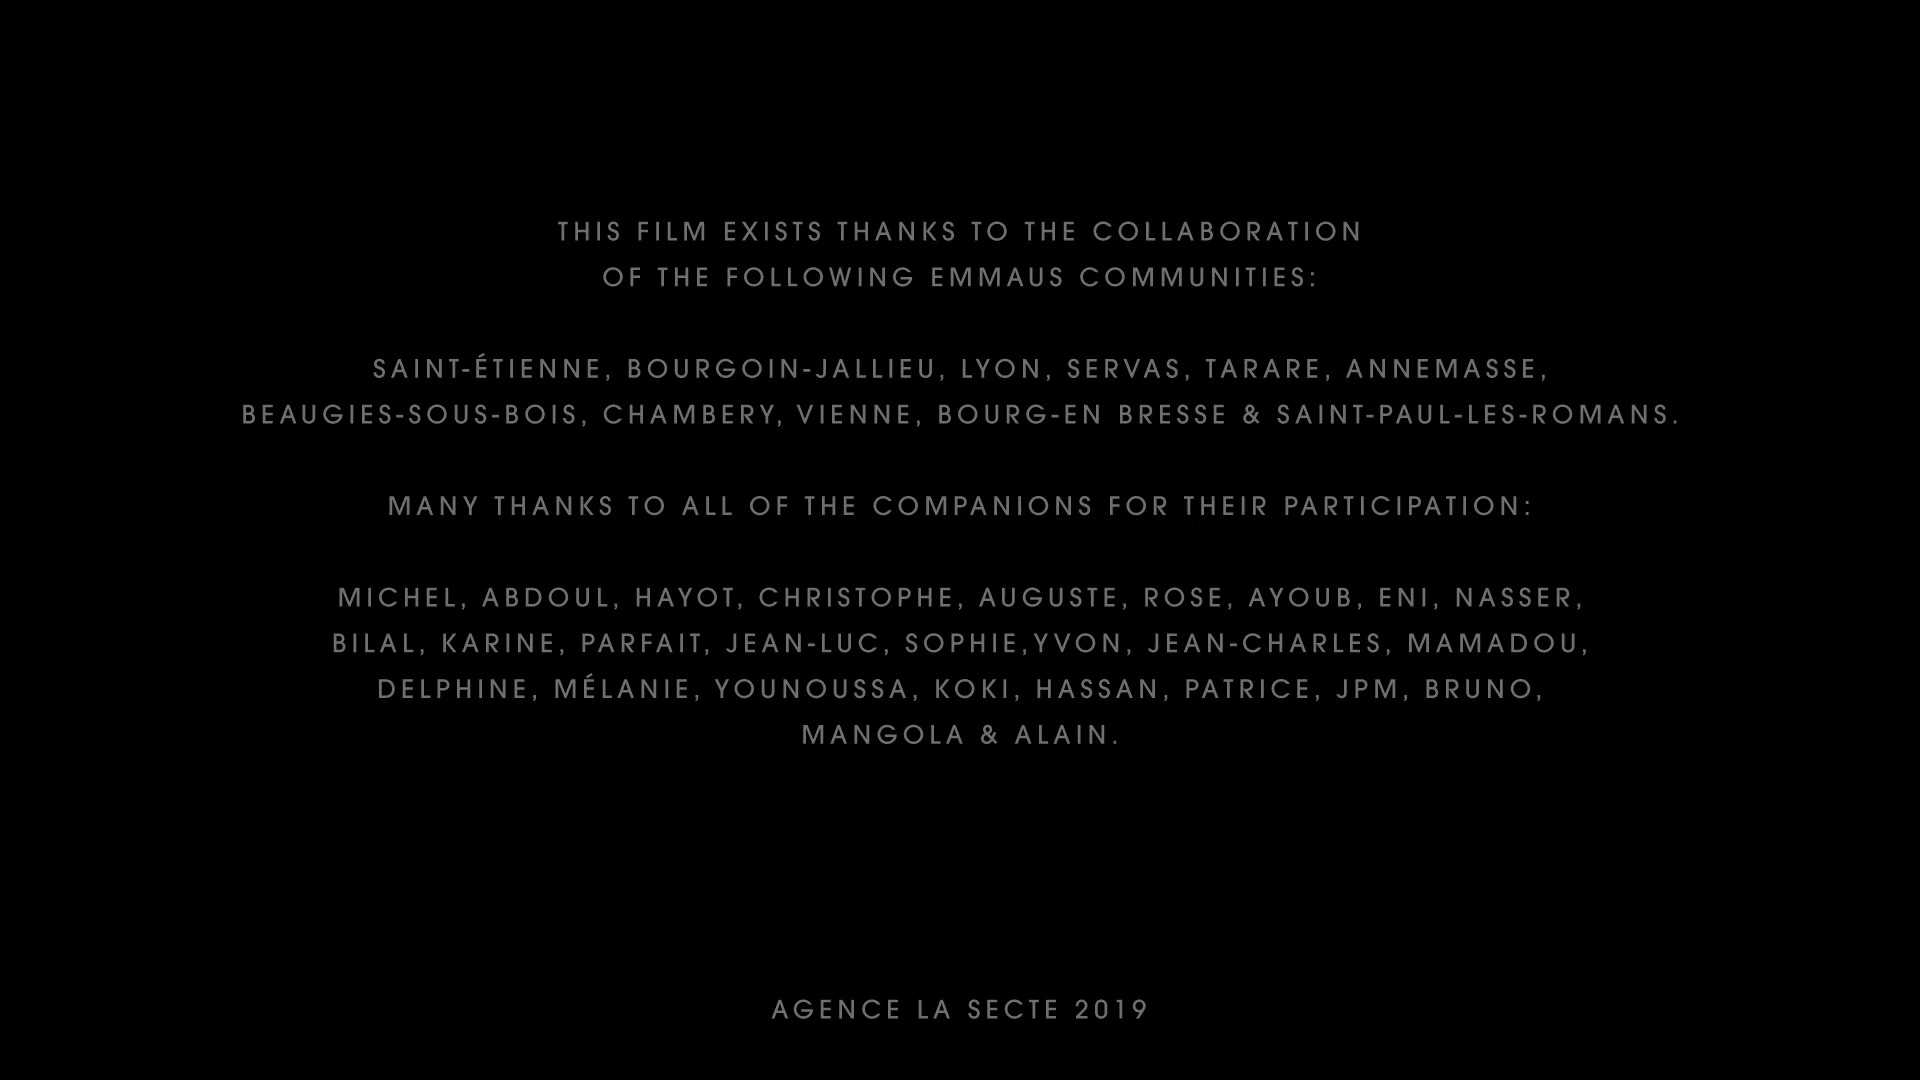 THIS FILM EXISTS THANKS TO THE COLLABORATION
OF THE FOLLOWING EMMAUS COMMUNITIES:
SAINT-ÉTIENNE, BOURGOIN-JALLIEU, LYON, SERVAS, TARARE, ANNEMASSE,
BEAUGIES-SOUS-BOIS, CHAMBERY, VIENNE, BOURG-EN BRESSE & SAINT-PAUL-LES-ROMANS.
MANY THANKS TO ALL OF THE COMPANIONS FOR THEIR PARTICIPATION:
MICHEL, ABDOUL, HAYOT, CHRISTOPHE, AUGUSTE, ROSE, AYOUB, ENI, NASSER,
BILAL, KARINE, PARFAIT, JEAN-LUC, SOPHIE,YVON, JEAN-CHARLES, MAMADOU,
DELPHINE, MÉLANIE, YOUNOUSSA, KOKI, HASSAN, PATRICE, JPM, BRUNO,
MANGOLA & ALAIN.
AGENCE LA SECTE 2019